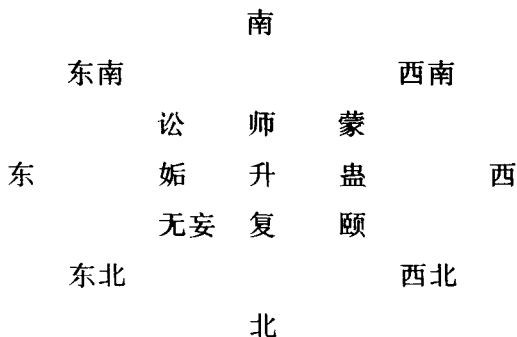 南
东南 西南
讼 师 蒙
东 姤 升 蛊 西
无妄 复 颐
东北 西北
北